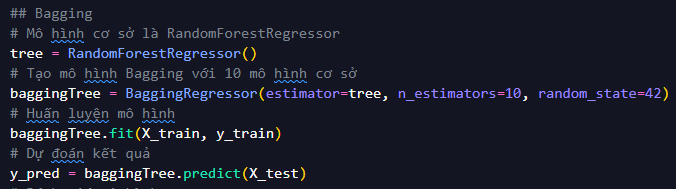 ## Bagging
# Mô hình cơ sở là RandomForestRegressor
tree = RandomForestRegressor()
# Tạo mô hình Bagging với 10 mô hình cơ sở
baggingTree = BaggingRegressor(estimator=tree, n_estimators=10, random_state=42)
# Huấn luyện mô hình
baggingTree.fit(X_train, y_train)
# Dự đoán kết quả
y_pred = baggingTree.predict(X_test)